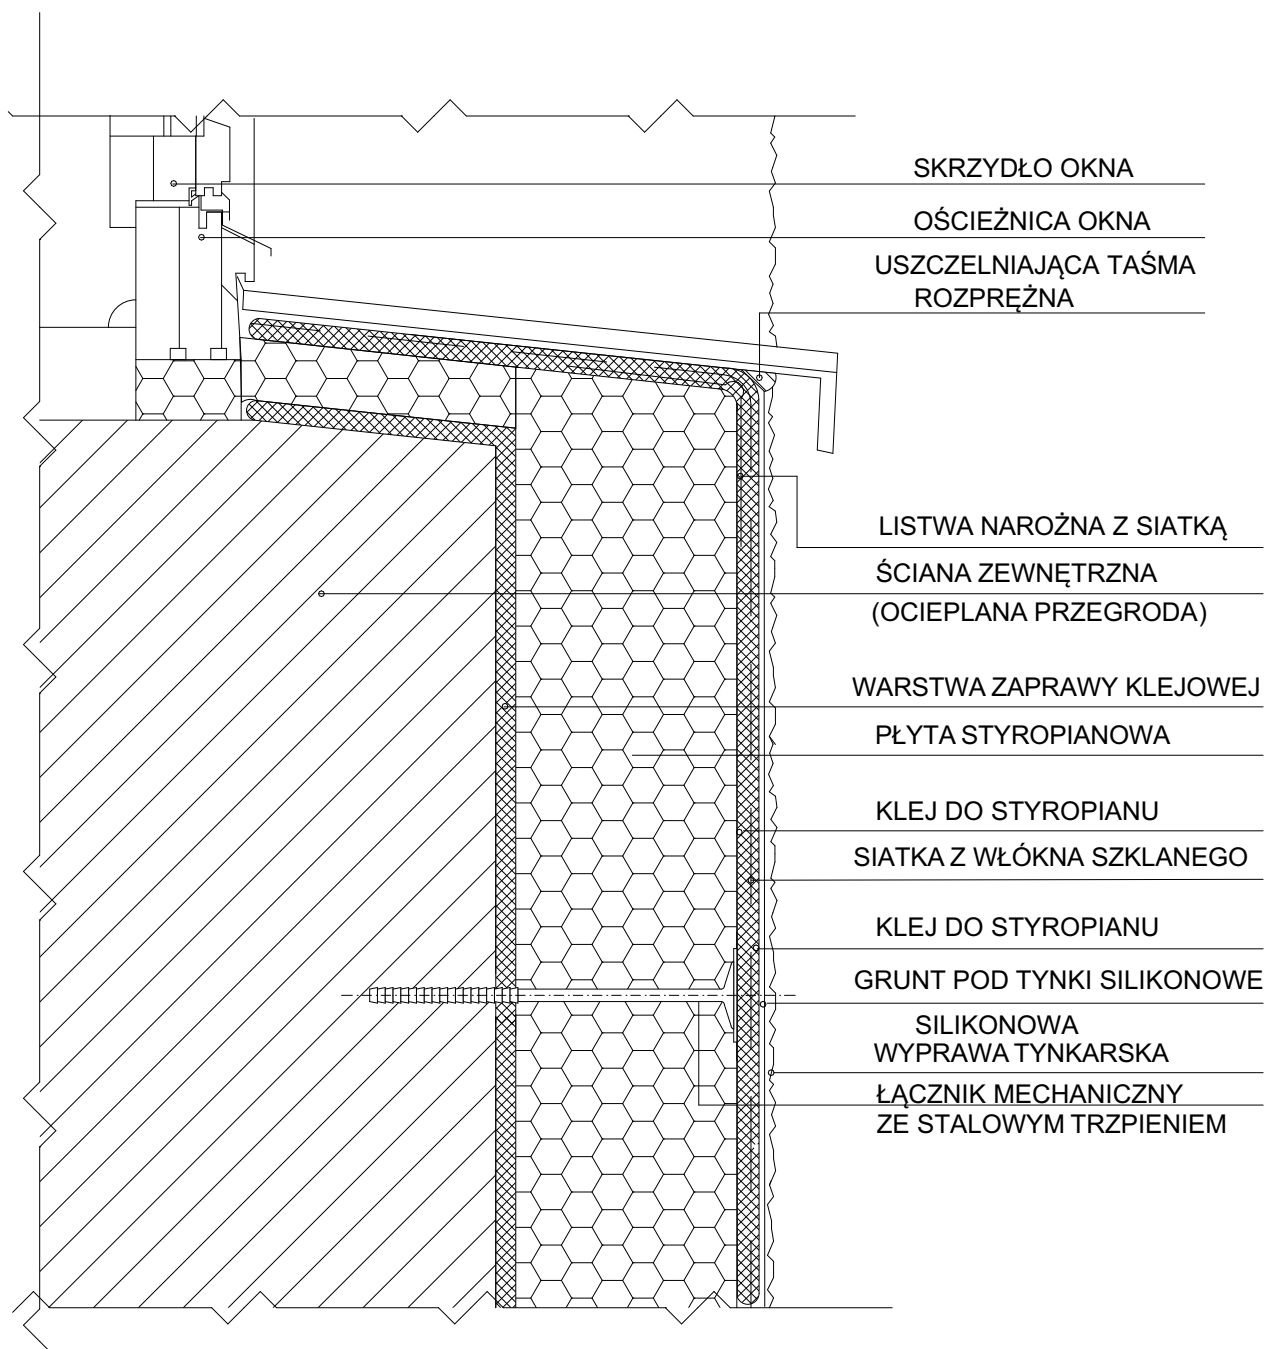 SKRZYDŁO OKNA
OŚCIEŻNICA OKNA
USZCZELNIAJĄCA TAŚMA
ROZPRĘŻNA
LISTWA NAROŻNA Z SIATKĄ
ŚCIANA ZEWNĘTRZNA
(OCIEPLANA PRZEGRODA)
WARSTWA ZAPRAWY KLEJOWEJ
PŁYTA STYROPIANOWA
KLEJ DO STYROPIANU
SIATKA Z WŁÓKNA SZKLANEGO
KLEJ DO STYROPIANU
GRUNT POD TYNKI SILIKONOWE
SILIKONOWA
WYPRAWA TYNKARSKA
ŁĄCZNIK MECHANICZNY
ZE STALOWYM TRZPIENIEM